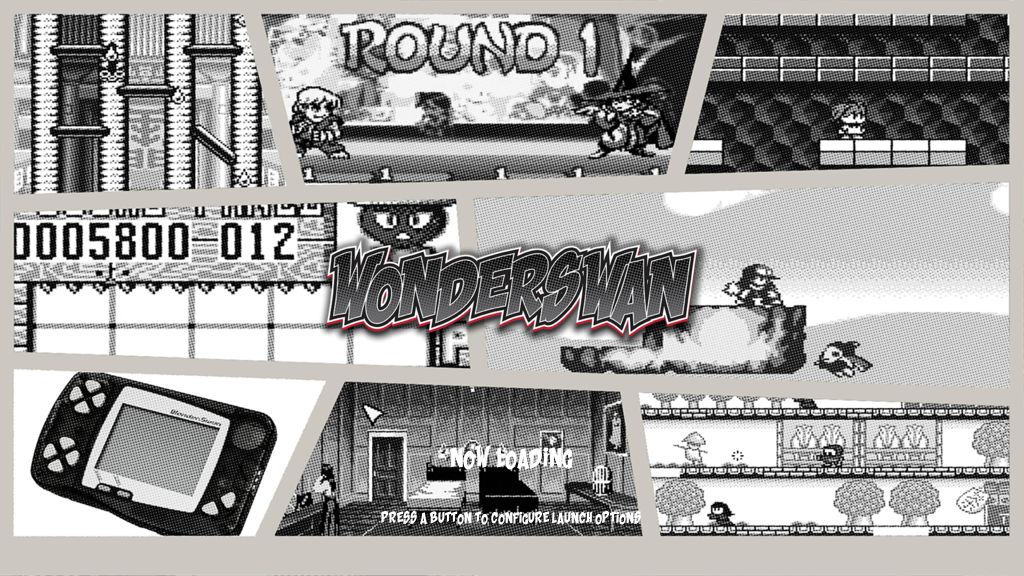 ROUND 1
0005800-012
WONDERSWAN
WonderSwan
NOW LOADING
PRESS A BUTTON TO CONFIGURE LAUNCH OPTIONS